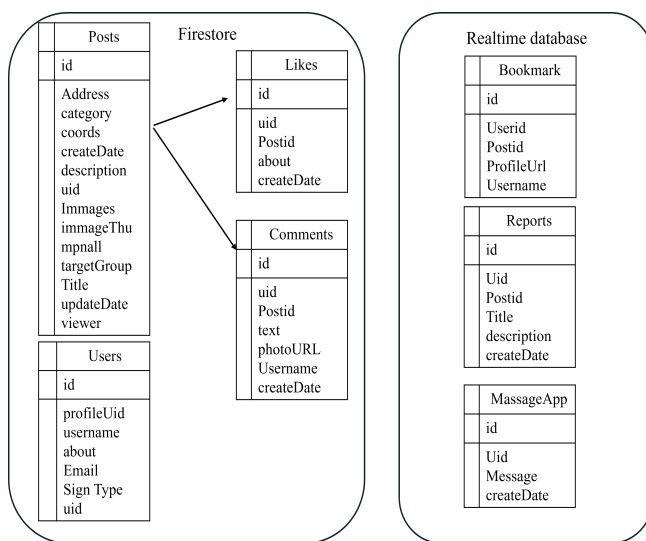 Firestore
Posts
id
Address
category
coords
createDate
description
uid
Immages
immageThu
mpnall
targetGroup
Title
updateDate
viewer
Users
id
profileUid
username
about
Email
Sign Type
uid
Likes
id
uid
Postid
about
createDate
Comments
id
uid
Postid
text
photoURL
Username
createDate
Realtime database
Bookmark
id
Userid
Postid
ProfileUrl
Username
Reports
id
Uid
Postid
Title
description
createDate
MassageApp
id
Uid
Message
createDate